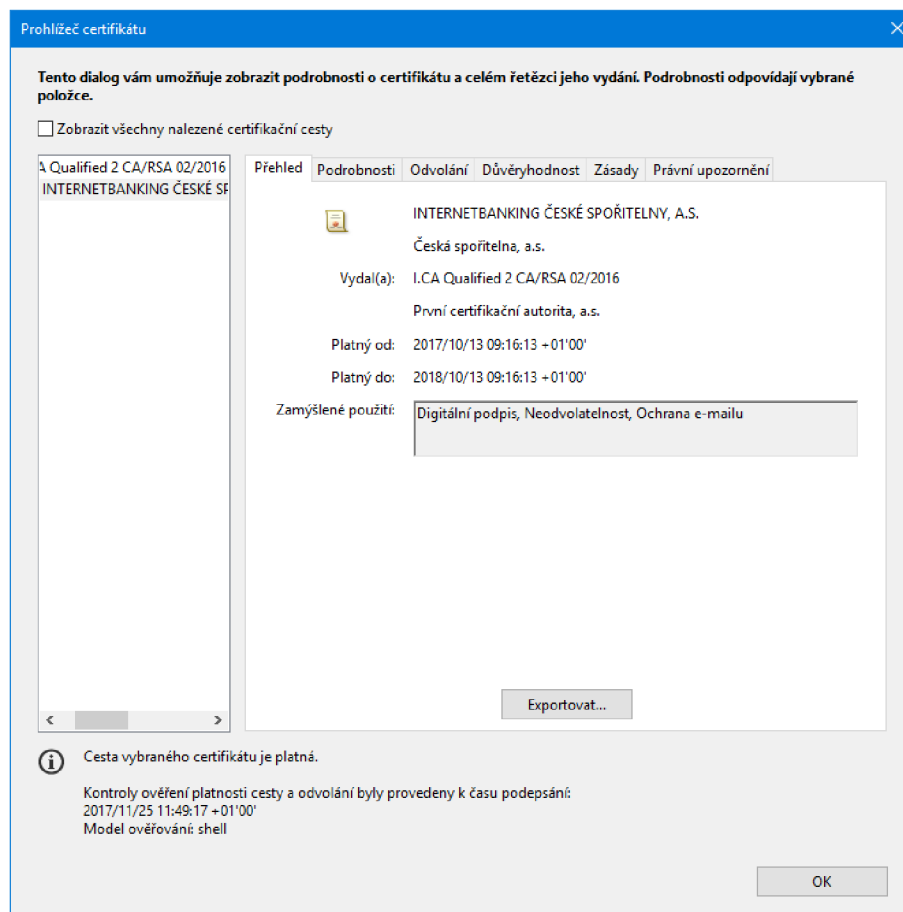 Prohlížeč certifikátu
Tento dialog vám umožňuje zobrazit podrobnosti o certifikátu a celém řetězci jeho vydání. Podrobnosti odpovídají vybrané
položce.
Zobrazit všechny nalezené certifikační cesty
A Qualified 2 CA/RSA 02/2016
INTERNETBANKING ČESKÉ SP
Přehled Podrobnosti Odvolání Důvěryhodnost Zásady Právní upozornění
INTERNETBANKING ČESKÉ SPOŘITELNY, A.S.
Česká spořitelna, a.s.
Vydal(a): I.CA Qualified 2 CA/RSA 02/2016
První certifikační autorita, a.s.
Platný od: 2017/10/13 09:16:13 +01'00'
Platný do: 2018/10/13 09:16:13 +01'00'
Zamýšlené použití: Digitální podpis, Neodvolatelnost, Ochrana e-mailu
Exportovat...
Cesta vybraného certifikátu je platná.
Kontroly ověření platnosti cesty a odvolání byly provedeny k času podepsání:
2017/11/25 11:49:17 +01'00'
Model ověřování: shell
OK